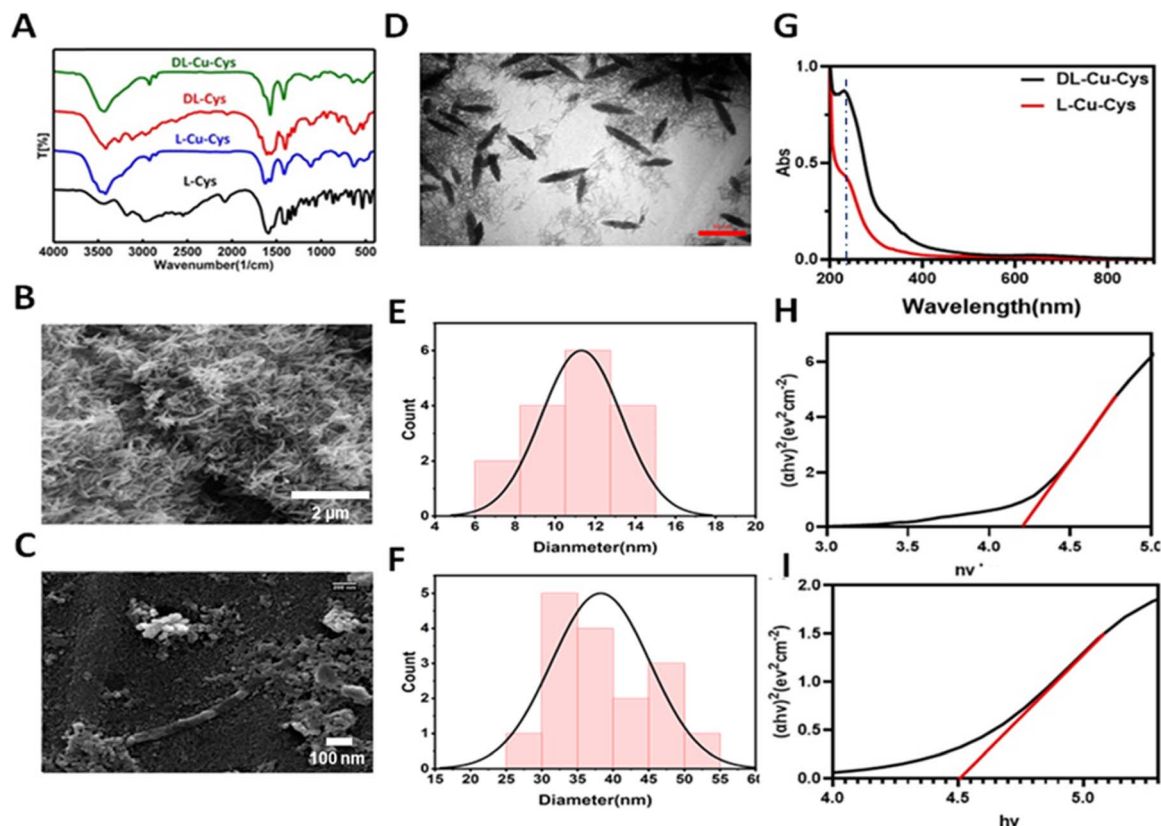 A
DL-Cu-Cys
DL-Cys
L-Cu-Cys
L-Cys
T[%]
4000 3500 3000 2500 2000 1500 1000 500
Wavenumber(1/cm)
B
2 µm
C
100 nm
D
E
Count
0
2
4
6
4 6 8 10 12 14 16 18 20
Dianmeter(nm)
F
Count
0
1
2
3
4
5
15 20 25 30 35 40 45 50 55 60
Diameter(nm)
G
DL-Cu-Cys
L-Cu-Cys
Abs
1.0
0.5
0.0
200 400 600 800
Wavelength(nm)
H
(αhv)²(ev²cm⁻²)
6
4
2
0
3.0 3.5 4.0 4.5 5.0
I
(αhv)²(ev²cm⁻²)
2.0
1.5
1.0
0.5
0.0
4.0 4.5 5.0
hv